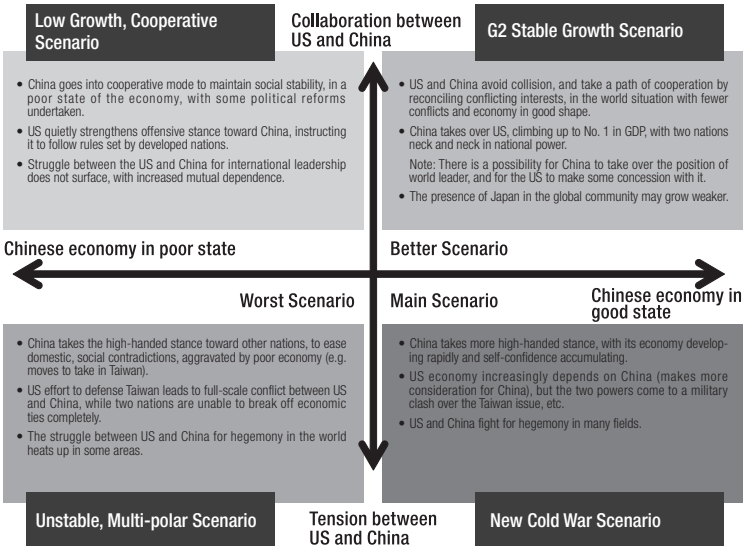 Low Growth, Cooperative
Scenario
Collaboration between
US and China
G2 Stable Growth Scenario
• China goes into cooperative mode to maintain social stability, in a
poor state of the economy, with some political reforms
undertaken.
• US quietly strengthens offensive stance toward China, instructing
it to follow rules set by developed nations.
• Struggle between the US and China for international leadership
does not surface, with increased mutual dependence.
• US and China avoid collision, and take a path of cooperation by
reconciling conflicting interests, in the world situation with fewer
conflicts and economy in good shape.
• China takes over US, climbing up to No. 1 in GDP, with two nations
neck and neck in national power.
Note: There is a possibility for China to take over the position of
world leader, and for the US to make some concession with it.
• The presence of Japan in the global community may grow weaker.
Chinese economy in poor state
Better Scenario
Worst Scenario
Main Scenario
Chinese economy in
good state
• China takes the high-handed stance toward other nations, to ease
domestic, social contradictions, aggravated by poor economy (e.g.
moves to take in Taiwan).
• US effort to defense Taiwan leads to full-scale conflict between US
and China, while two nations are unable to break off economic
ties completely.
• The struggle between US and China for hegemony in the world
heats up in some areas.
• China takes more high-handed stance, with its economy develop-
ing rapidly and self-confidence accumulating.
• US economy increasingly depends on China (makes more
consideration for China), but the two powers come to a military
clash over the Taiwan issue, etc.
• US and China fight for hegemony in many fields.
Unstable, Multi-polar Scenario
Tension between
US and China
New Cold War Scenario